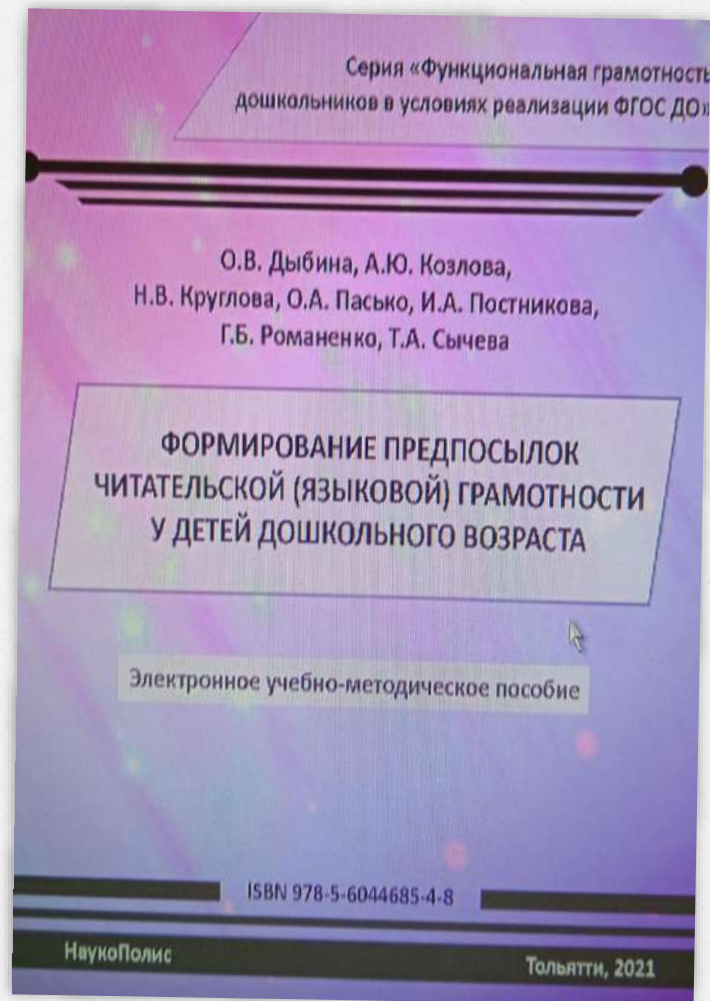 Серия «Функциональная грамотность
дошкольников в условиях реализации ФГОС ДО»
О.В. Дыбина, А.Ю. Козлова,
Н.В. Круглова, О.А. Пасько, И.А. Постникова,
Г.Б. Романенко, Т.А. Сычева
ФОРМИРОВАНИЕ ПРЕДПОСЫЛОК
ЧИТАТЕЛЬСКОЙ (ЯЗЫКОВОЙ) ГРАМОТНОСТИ
У ДЕТЕЙ ДОШКОЛЬНОГО ВОЗРАСТА
Электронное учебно-методическое пособие
ISBN 978-5-6044685-4-8
НаукоПолис
Тольятти, 2021